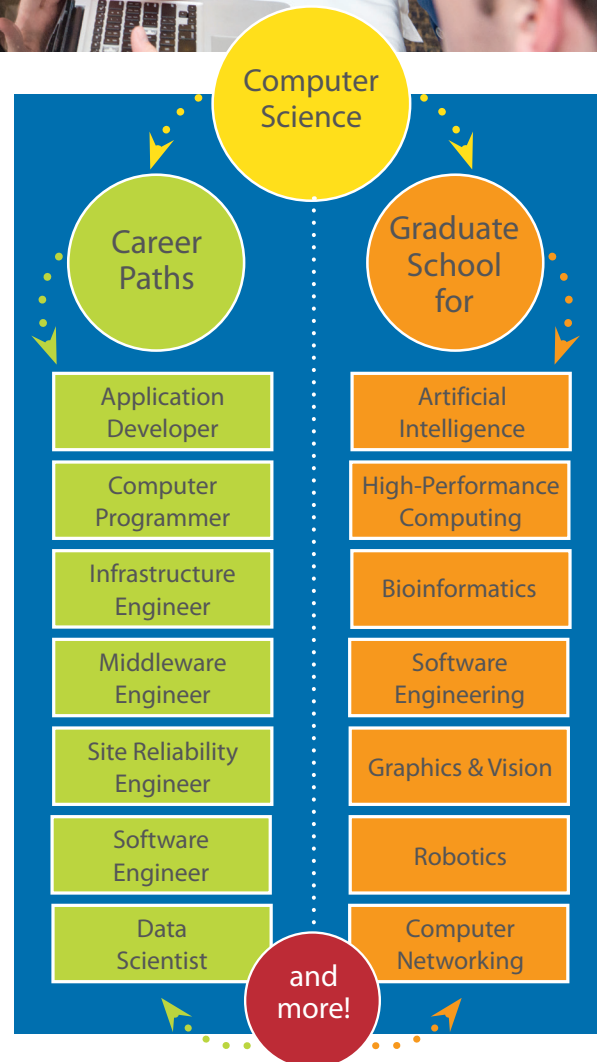 Computer
Science
Career
Paths
Graduate
School
for
Application
Developer
Computer
Programmer
Infrastructure
Engineer
Middleware
Engineer
Site Reliability
Engineer
Software
Engineer
Data
Scientist
Artificial
Intelligence
High-Performance
Computing
Bioinformatics
Software
Engineering
Graphics & Vision
Robotics
Computer
Networking
and
more!